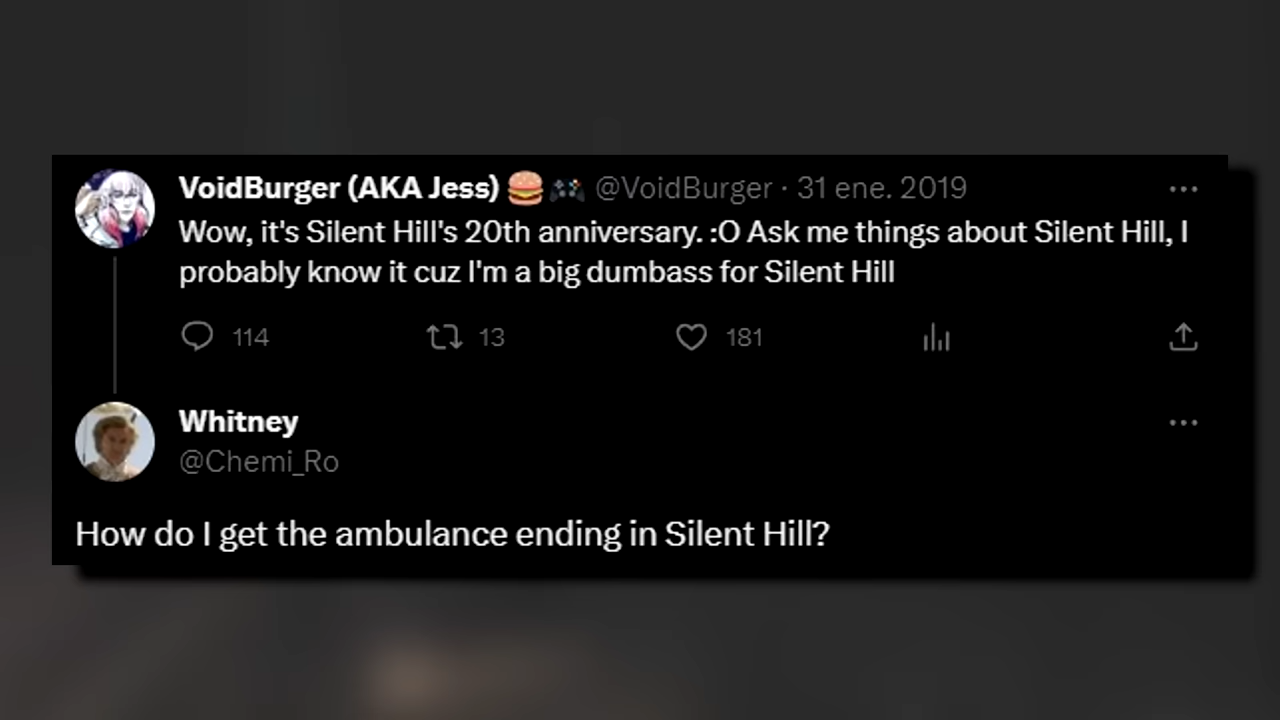 VoidBurger (AKA Jess) 🍔🎮 @VoidBurger · 31 ene. 2019
Wow, it's Silent Hill's 20th anniversary. :O Ask me things about Silent Hill, I
probably know it cuz I'm a big dumbass for Silent Hill
114 13 181
Whitney
@Chemi_Ro
How do I get the ambulance ending in Silent Hill?